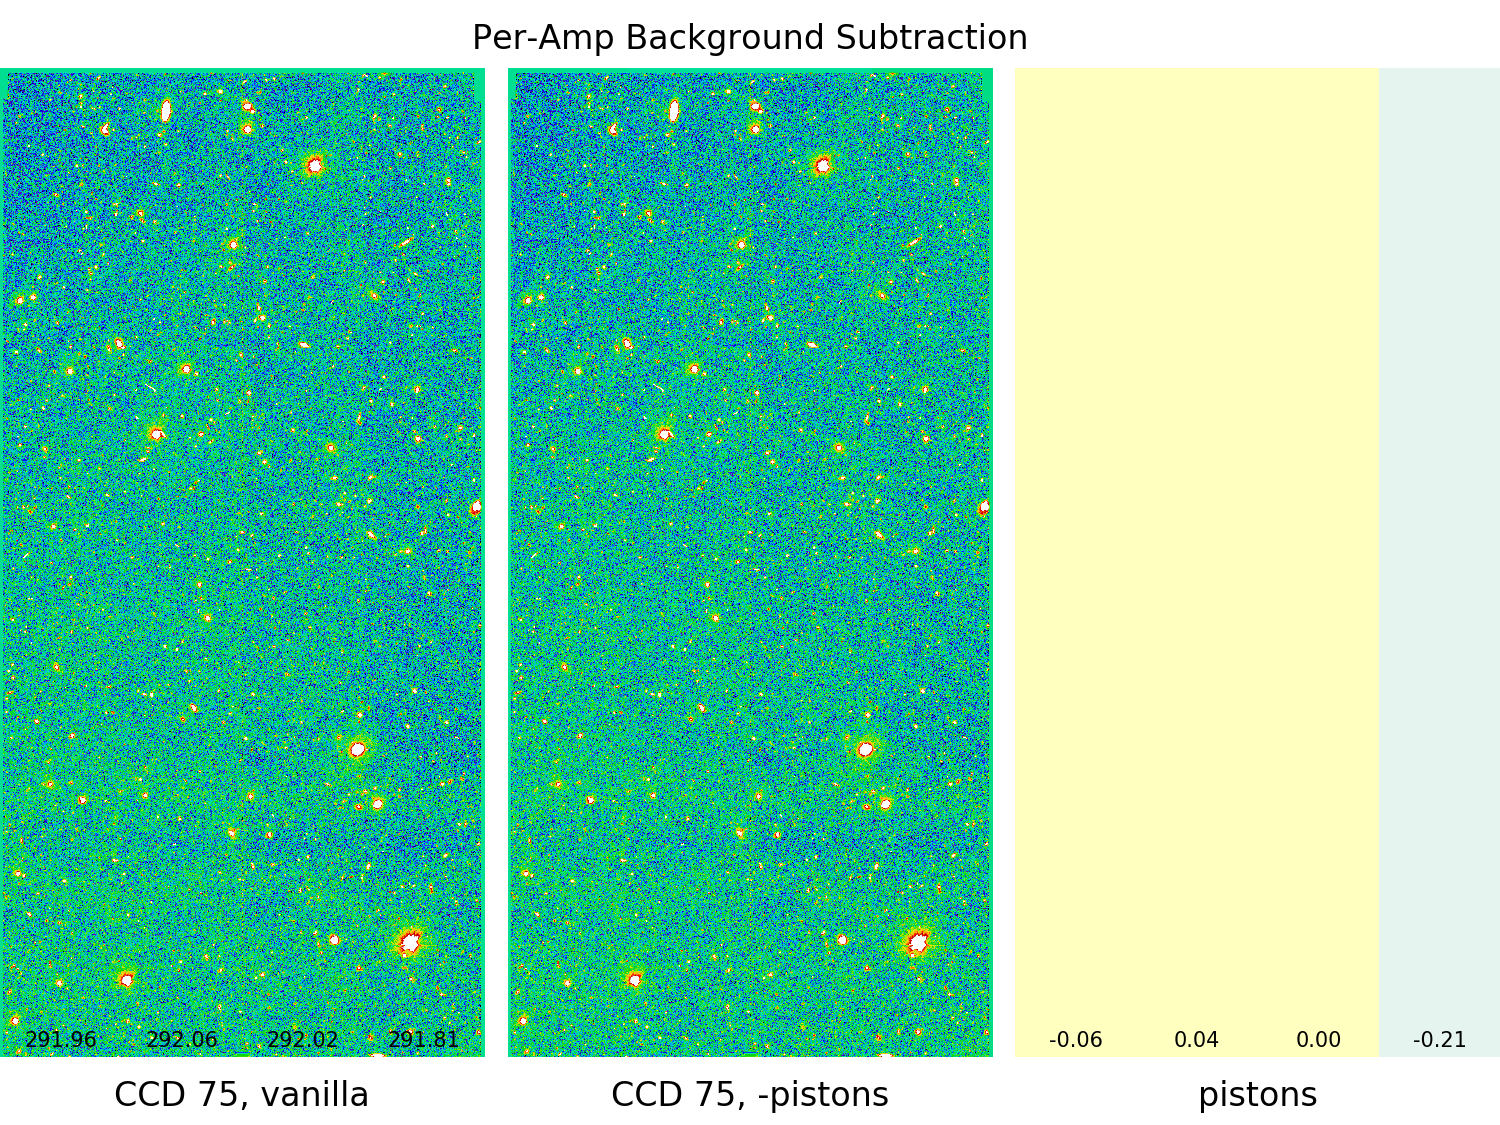 Per-Amp Background Subtraction
291.96 292.06 292.02 291.81
-0.06 0.04 0.00 -0.21
CCD 75, vanilla
CCD 75, -pistons
pistons